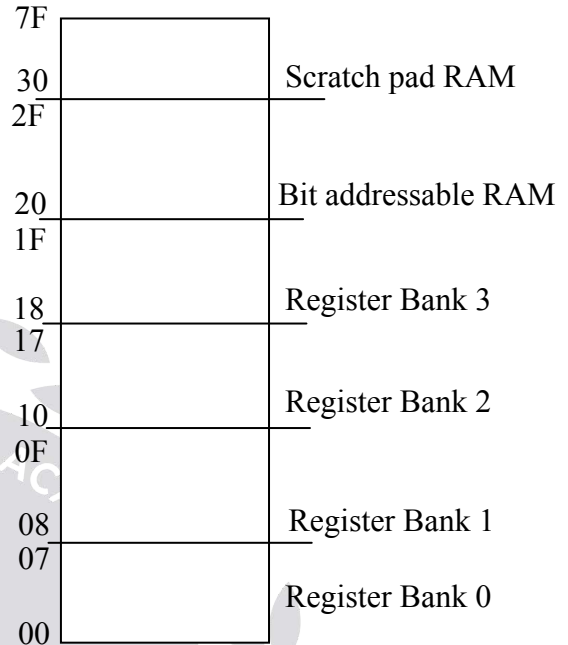 7F
30 Scratch pad RAM
2F
20 Bit addressable RAM
1F
18 Register Bank 3
17
10 Register Bank 2
0F
ACA
08 Register Bank 1
07
Register Bank 0
00